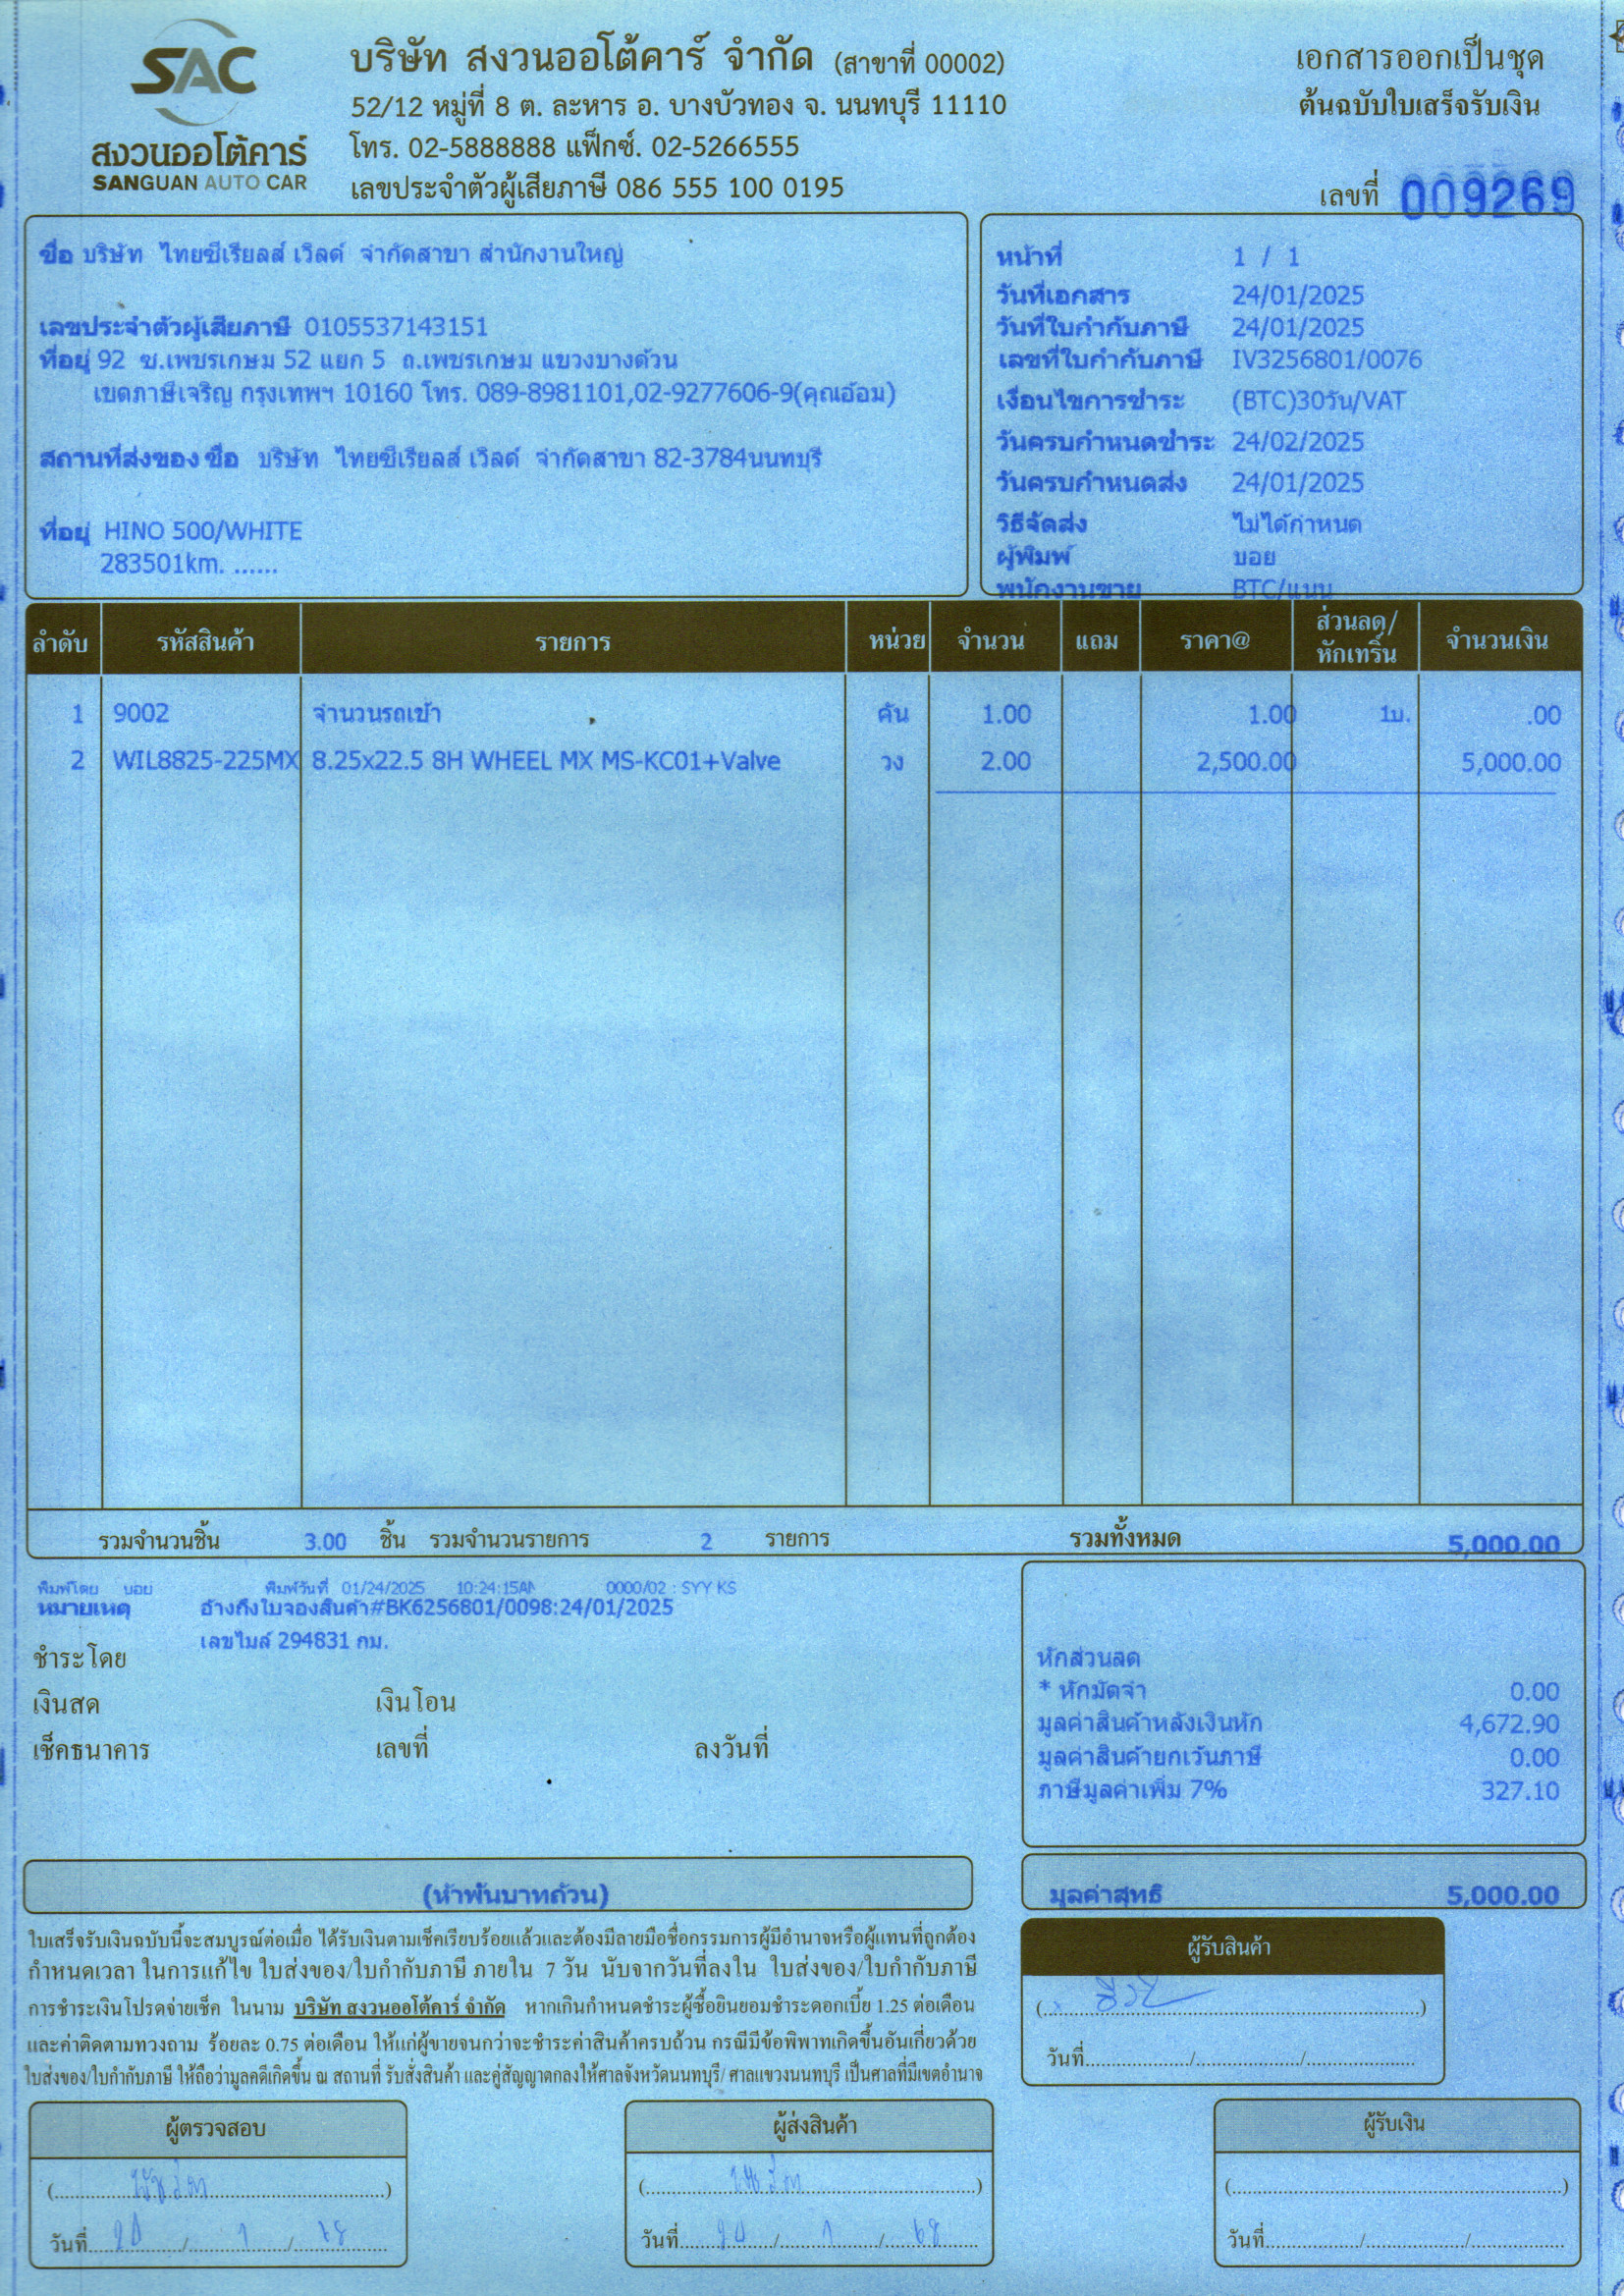 SAC
สงวนออโต้คาร์
SANGUAN AUTO CAR
บริษัท สงวนออโต้คาร์ จำกัด (สาขาที่ 00002)
52/12 หมู่ที่ 8 ต. ละหาร อ. บางบัวทอง จ. นนทบุรี 11110
โทร. 02-5888888 แฟ็กซ์. 02-5266555
เลขประจำตัวผู้เสียภาษี 086 555 100 0195
เอกสารออกเป็นชุด
ต้นฉบับใบเสร็จรับเงิน
เลขที่ 009269
ชื่อ บริษัท ไทยซีเรียลส์ เวิลด์ จำกัดสาขา สำนักงานใหญ่
เลขประจำตัวผู้เสียภาษี 0105537143151
ที่อยู่ 92 ซ.เพชรเกษม 52 แยก 5 ถ.เพชรเกษม แขวงบางด้วน
เขตภาษีเจริญ กรุงเทพฯ 10160 โทร. 089-8981101,02-9277606-9(คุณอ้อม)
สถานที่ส่งของ ชื่อ บริษัท ไทยซีเรียลส์ เวิลด์ จำกัดสาขา 82-3784นนทบุรี
ที่อยู่ HINO 500/WHITE
283501km. ......
หน้าที่ 1 / 1
วันที่เอกสาร 24/01/2025
วันที่ใบกำกับภาษี 24/01/2025
เลขที่ใบกำกับภาษี IV3256801/0076
เงื่อนไขการชำระ (BTC)30วัน/VAT
วันครบกำหนดชำระ 24/02/2025
วันครบกำหนดส่ง 24/01/2025
วิธีจัดส่ง ไม่ได้กำหนด
ผู้พิมพ์ บอย
พนักงานขาย BTC/แมน
ลำดับ รหัสสินค้า รายการ หน่วย จำนวน แถม ราคา@ ส่วนลด/หักเทริ์น จำนวนเงิน
1 9002 จำนวนรถเข้า คัน 1.00 1.00 1บ. .00
2 WIL8825-225MX 8.25x22.5 8H WHEEL MX MS-KC01+Valve วง 2.00 2,500.00 5,000.00
รวมจำนวนชิ้น 3.00 ชิ้น รวมจำนวนรายการ 2 รายการ รวมทั้งหมด 5,000.00
พิมพ์โดย บอย พิมพ์วันที่ 01/24/2025 10:24:15AM 0000/02 : SYY KS
หมายเหตุ อ้างถึงใบจองสินค้า#BK6256801/0098:24/01/2025
เลขไมล์ 294831 กม.
ชำระโดย
เงินสด เงินโอน
เช็คธนาคาร เลขที่ ลงวันที่
หักส่วนลด
* หักมัดจำ 0.00
มูลค่าสินค้าหลังเงินหัก 4,672.90
มูลค่าสินค้ายกเว้นภาษี 0.00
ภาษีมูลค่าเพิ่ม 7% 327.10
(ห้าพันบาทถ้วน)
มูลค่าสุทธิ 5,000.00
ใบเสร็จรับเงินฉบับนี้จะสมบูรณ์ต่อเมื่อ ได้รับเงินตามเช็คเรียบร้อยแล้วและต้องมีลายมือชื่อกรรมการผู้มีอำนาจหรือผู้แทนที่ถูกต้อง
กำหนดเวลา ในการแก้ไข ใบส่งของ/ใบกำกับภาษี ภายใน 7 วัน นับจากวันที่ลงใน ใบส่งของ/ใบกำกับภาษี
การชำระเงินโปรดจ่ายเช็ค ในนาม บริษัท สงวนออโต้คาร์ จำกัด หากเกินกำหนดชำระผู้ซื้อยินยอมชำระดอกเบี้ย 1.25 ต่อเดือน
และค่าติดตามทวงถาม ร้อยละ 0.75 ต่อเดือน ให้แก่ผู้ขายจนกว่าจะชำระค่าสินค้าครบถ้วน กรณีมีข้อพิพาทเกิดขึ้นอันเกี่ยวด้วย
ใบส่งของ/ใบกำกับภาษี ให้ถือว่ามูลคดีเกิดขึ้น ณ สถานที่ รับสั่งสินค้า และคู่สัญญาตกลงให้ศาลจังหวัดนนทบุรี/ ศาลแขวงนนทบุรี เป็นศาลที่มีเขตอำนาจ
ผู้รับสินค้า
วันที่ / /
ผู้ตรวจสอบ
วันที่ / 1 / 68
ผู้ส่งสินค้า
วันที่ / 1 / 68
ผู้รับเงิน
วันที่ / /